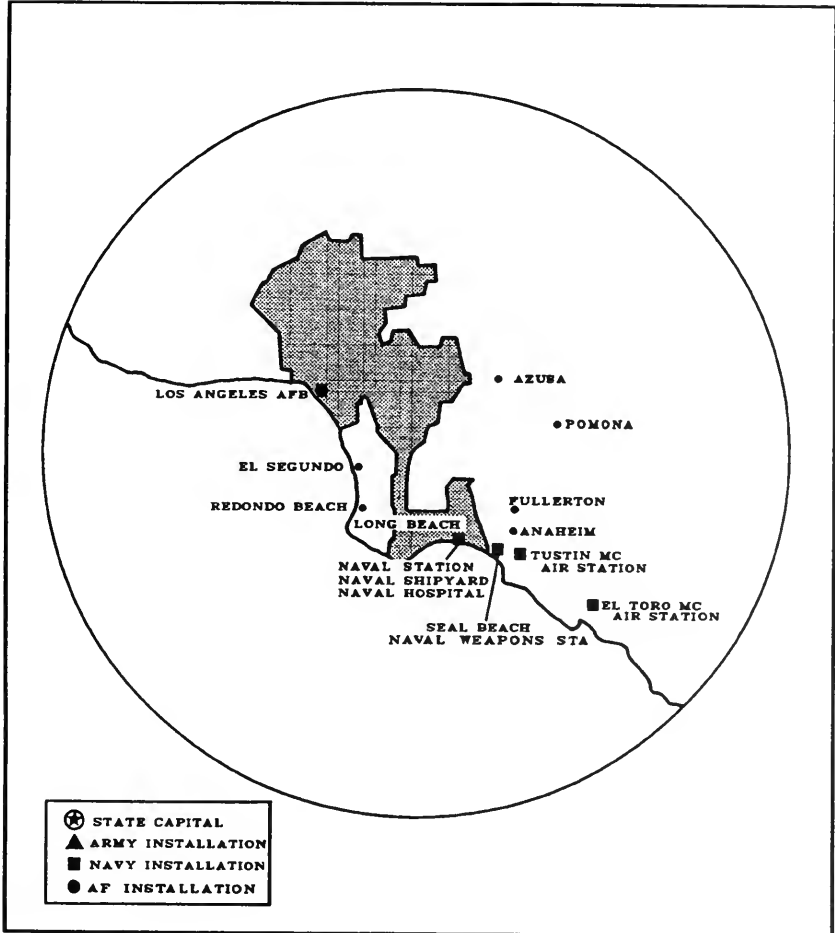 AZUSA
LOS ANGELES AFB
POMONA
EL SEGUNDO
REDONDO BEACH
FULLERTON
LONG BEACH
ANAHEIM
NAVAL STATION
NAVAL SHIPYARD
NAVAL HOSPITAL
TUSTIN MC
AIR STATION
EL TORO MC
AIR STATION
SEAL BEACH
NAVAL WEAPONS STA
STATE CAPITAL
ARMY INSTALLATION
NAVY INSTALLATION
AF INSTALLATION